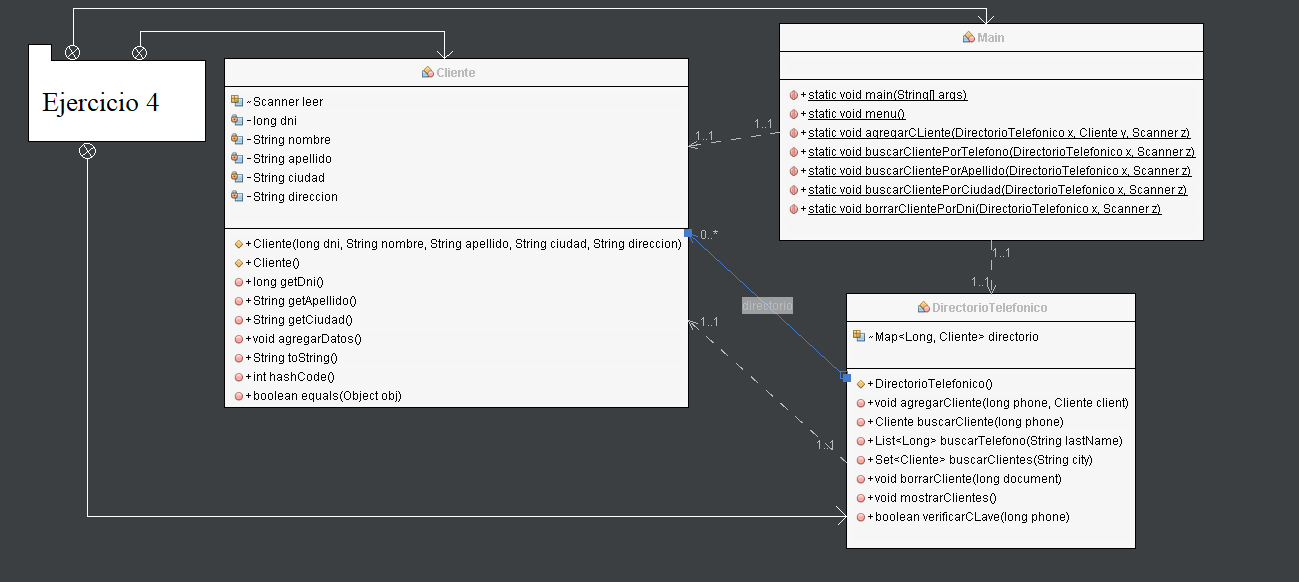 Ejercicio 4
Cliente
~Scanner leer
-long dni
-String nombre
-String apellido
-String ciudad
-String direccion
+Cliente(long dni, String nombre, String apellido, String ciudad, String direccion)
+Cliente()
+long getDni()
+String getApellido()
+String getCiudad()
+void agregarDatos()
+String toString()
+int hashCode()
+boolean equals(Object obj)
Main
+static void main(String[] args)
+static void menu()
+static void agregarCLiente(DirectorioTelefonico x, Cliente y, Scanner z)
+static void buscarClientePorTelefono(DirectorioTelefonico x, Scanner z)
+static void buscarClientePorApellido(DirectorioTelefonico x, Scanner z)
+static void buscarClientePorCiudad(DirectorioTelefonico x, Scanner z)
+static void borrarClientePorDni(DirectorioTelefonico x, Scanner z)
1..1
1..1
0..*
directorio
1..1
1..1
1..1
1..1
DirectorioTelefonico
~Map<Long, Cliente> directorio
+DirectorioTelefonico()
+void agregarCliente(long phone, Cliente client)
+Cliente buscarCliente(long phone)
+List<Long> buscarTelefono(String lastName)
+Set<Cliente> buscarClientes(String city)
+void borrarCliente(long document)
+void mostrarClientes()
+boolean verificarCLave(long phone)